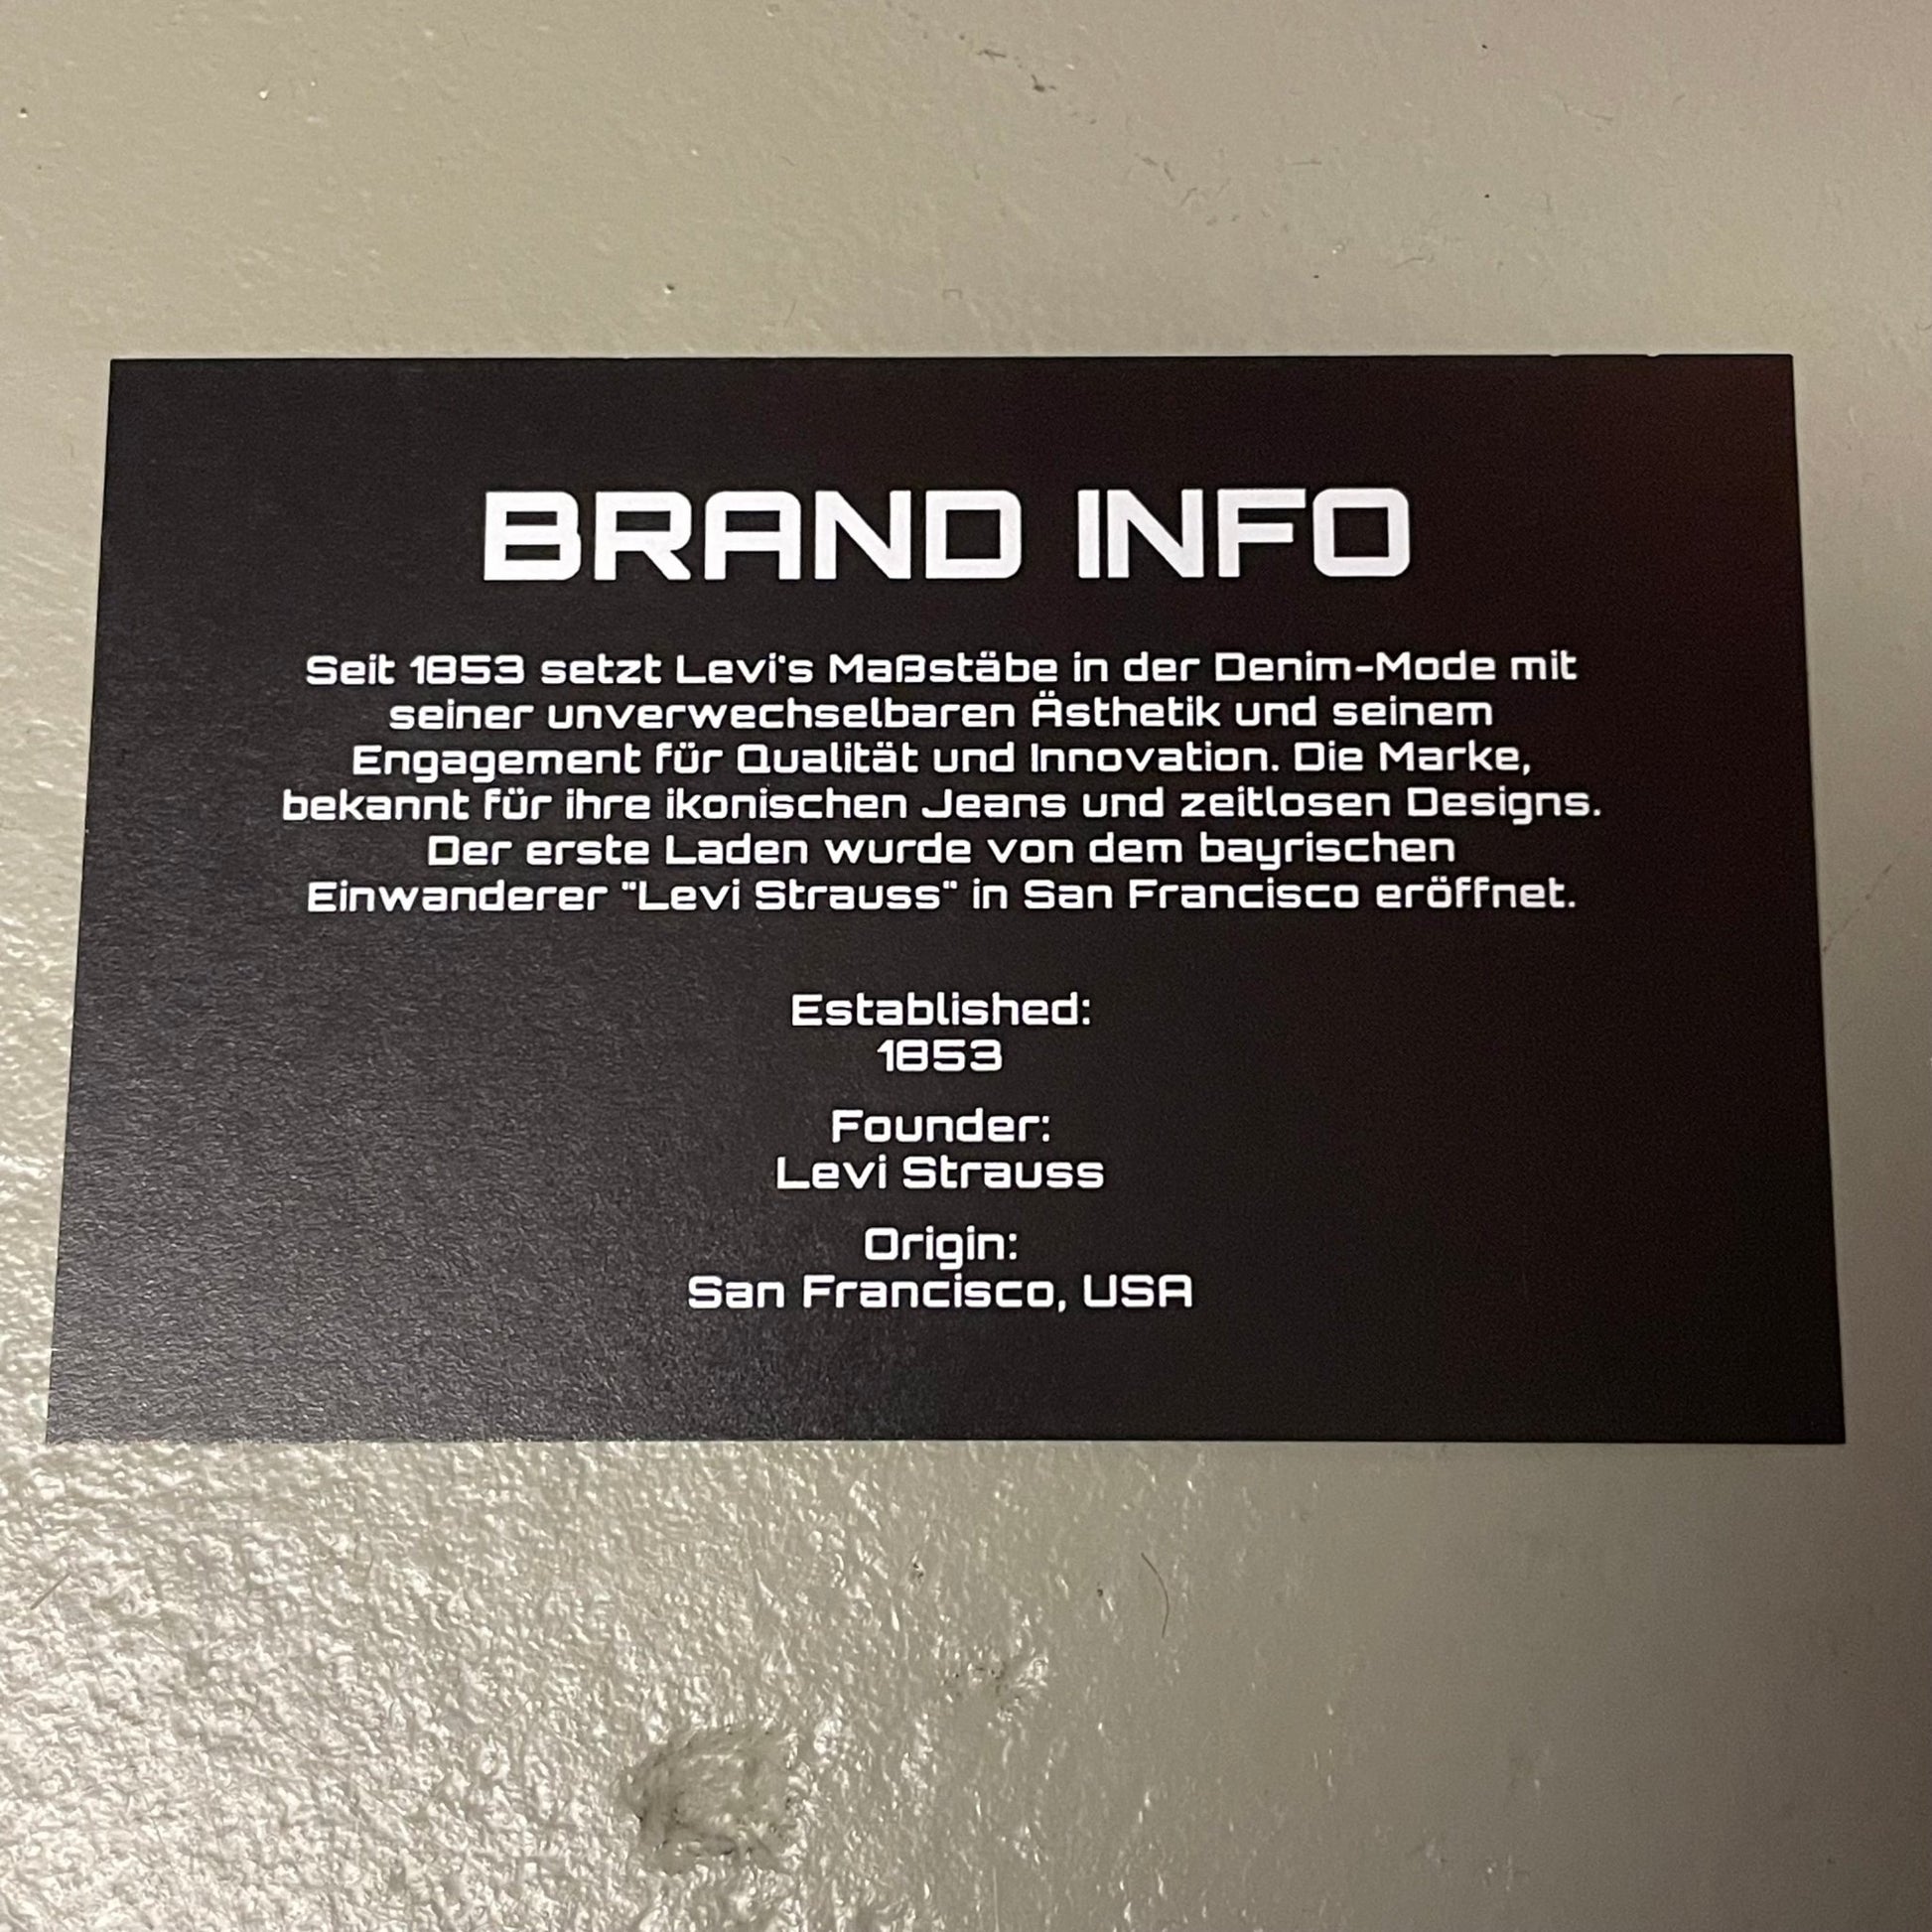 BRAND INFO
Seit 1853 setzt Levi's Maßstäbe in der Denim-Mode mit
seiner unverwechselbaren Ästhetik und seinem
Engagement für Qualität und Innovation. Die Marke,
bekannt für ihre ikonischen Jeans und zeitlosen Designs.
Der erste Laden wurde von dem bayrischen
Einwanderer "Levi Strauss" in San Francisco eröffnet.
Established:
1853
Founder:
Levi Strauss
Origin:
San Francisco, USA